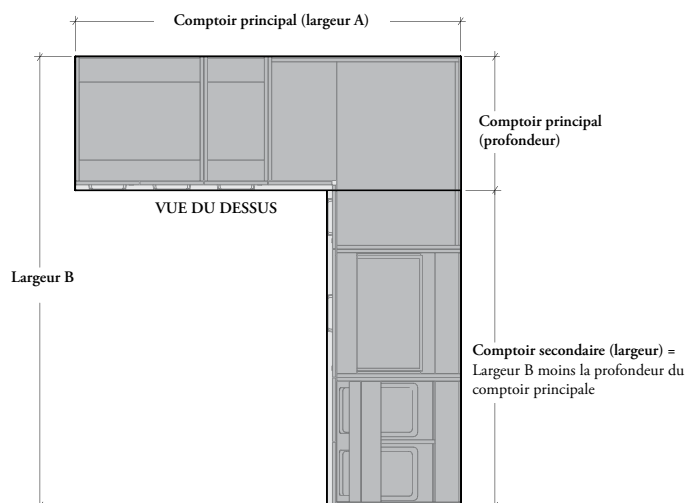 Comptoir principal (largeur A)
Comptoir principal
(profondeur)
VUE DU DESSUS
Largeur B
Comptoir secondaire (largeur) =
Largeur B moins la profondeur du
comptoir principale